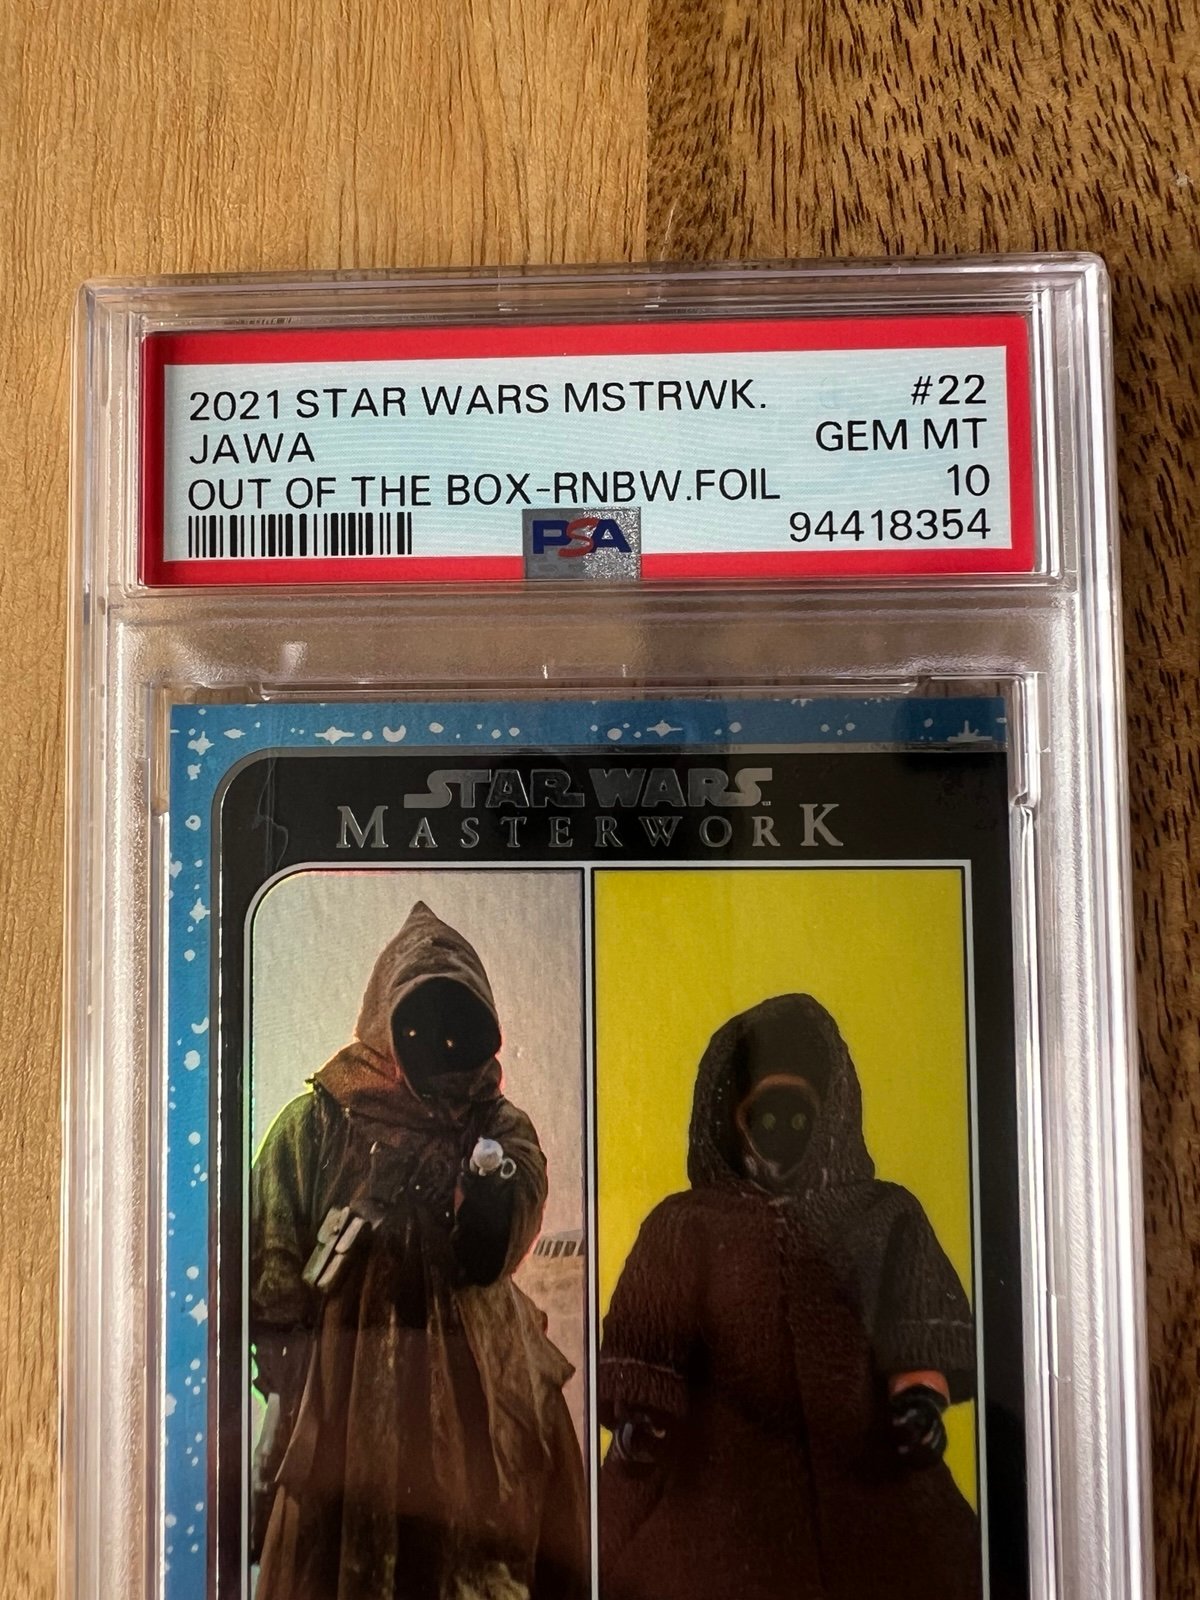 2021 STAR WARS MSTRWK. #22
JAWA GEM MT
OUT OF THE BOX-RNBW.FOIL 10
PSA 94418354
STAR WARS
MASTERWORK